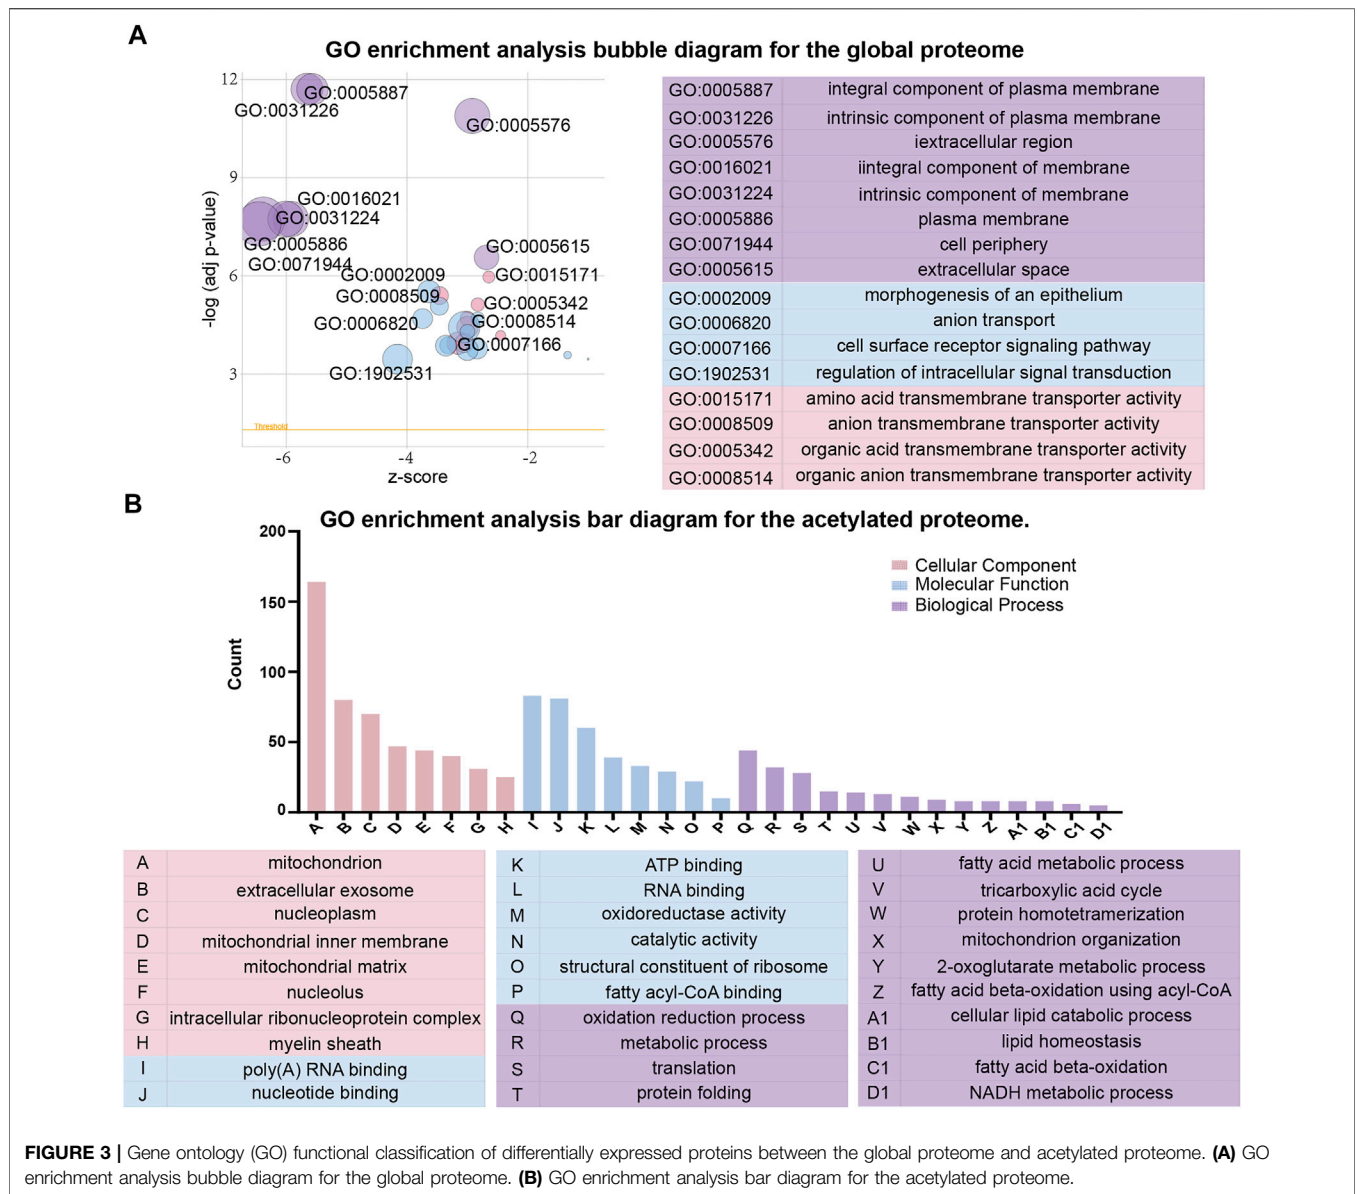 A
GO enrichment analysis bubble diagram for the global proteome
12
9
6
3
-log (adj p-value)
GO:0005887
GO:0031226
GO:0005576
GO:0016021
GO:0031224
GO:0005886
GO:0071944
GO:0005615
GO:0002009
GO:0015171
GO:0008509
GO:0005342
GO:0006820
GO:0008514
GO:0007166
GO:1902531
Threshold
-6 -4 -2
z-score
GO:0005887 integral component of plasma membrane
GO:0031226 intrinsic component of plasma membrane
GO:0005576 iextracellular region
GO:0016021 iintegral component of membrane
GO:0031224 intrinsic component of membrane
GO:0005886 plasma membrane
GO:0071944 cell periphery
GO:0005615 extracellular space
GO:0002009 morphogenesis of an epithelium
GO:0006820 anion transport
GO:0007166 cell surface receptor signaling pathway
GO:1902531 regulation of intracellular signal transduction
GO:0015171 amino acid transmembrane transporter activity
GO:0008509 anion transmembrane transporter activity
GO:0005342 organic acid transmembrane transporter activity
GO:0008514 organic anion transmembrane transporter activity
B
GO enrichment analysis bar diagram for the acetylated proteome.
200
150
100
50
0
Count
Cellular Component
Molecular Function
Biological Process
A B C D E F G H I J K L M N O P Q R S T U V W X Y Z A1 B1 C1 D1
A mitochondrion
B extracellular exosome
C nucleoplasm
D mitochondrial inner membrane
E mitochondrial matrix
F nucleolus
G intracellular ribonucleoprotein complex
H myelin sheath
I poly(A) RNA binding
J nucleotide binding
K ATP binding
L RNA binding
M oxidoreductase activity
N catalytic activity
O structural constituent of ribosome
P fatty acyl-CoA binding
Q oxidation reduction process
R metabolic process
S translation
T protein folding
U fatty acid metabolic process
V tricarboxylic acid cycle
W protein homotetramerization
X mitochondrion organization
Y 2-oxoglutarate metabolic process
Z fatty acid beta-oxidation using acyl-CoA
A1 cellular lipid catabolic process
B1 lipid homeostasis
C1 fatty acid beta-oxidation
D1 NADH metabolic process
FIGURE 3 | Gene ontology (GO) functional classification of differentially expressed proteins between the global proteome and acetylated proteome. (A) GO
enrichment analysis bubble diagram for the global proteome. (B) GO enrichment analysis bar diagram for the acetylated proteome.